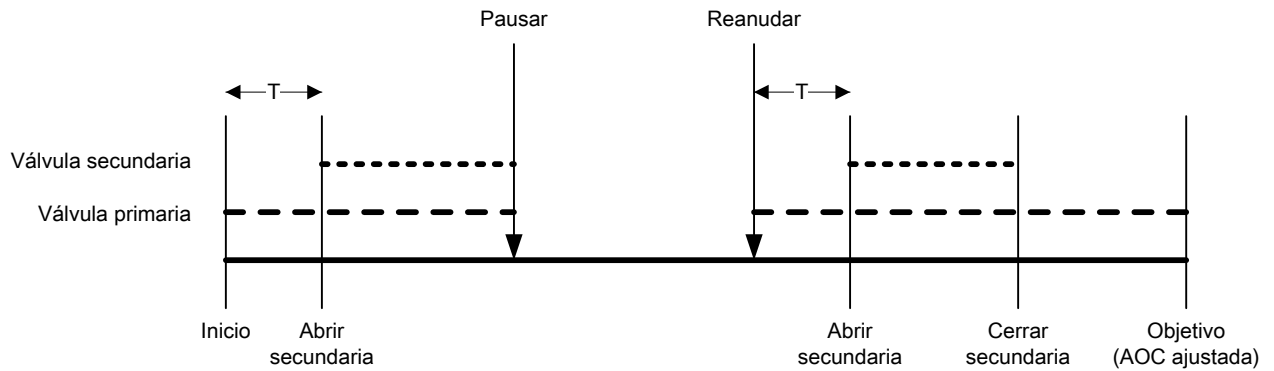 Pausar
Reanudar
T
T
Válvula secundaria
Válvula primaria
Inicio
Abrir
secundaria
Abrir
secundaria
Cerrar
secundaria
Objetivo
(AOC ajustada)